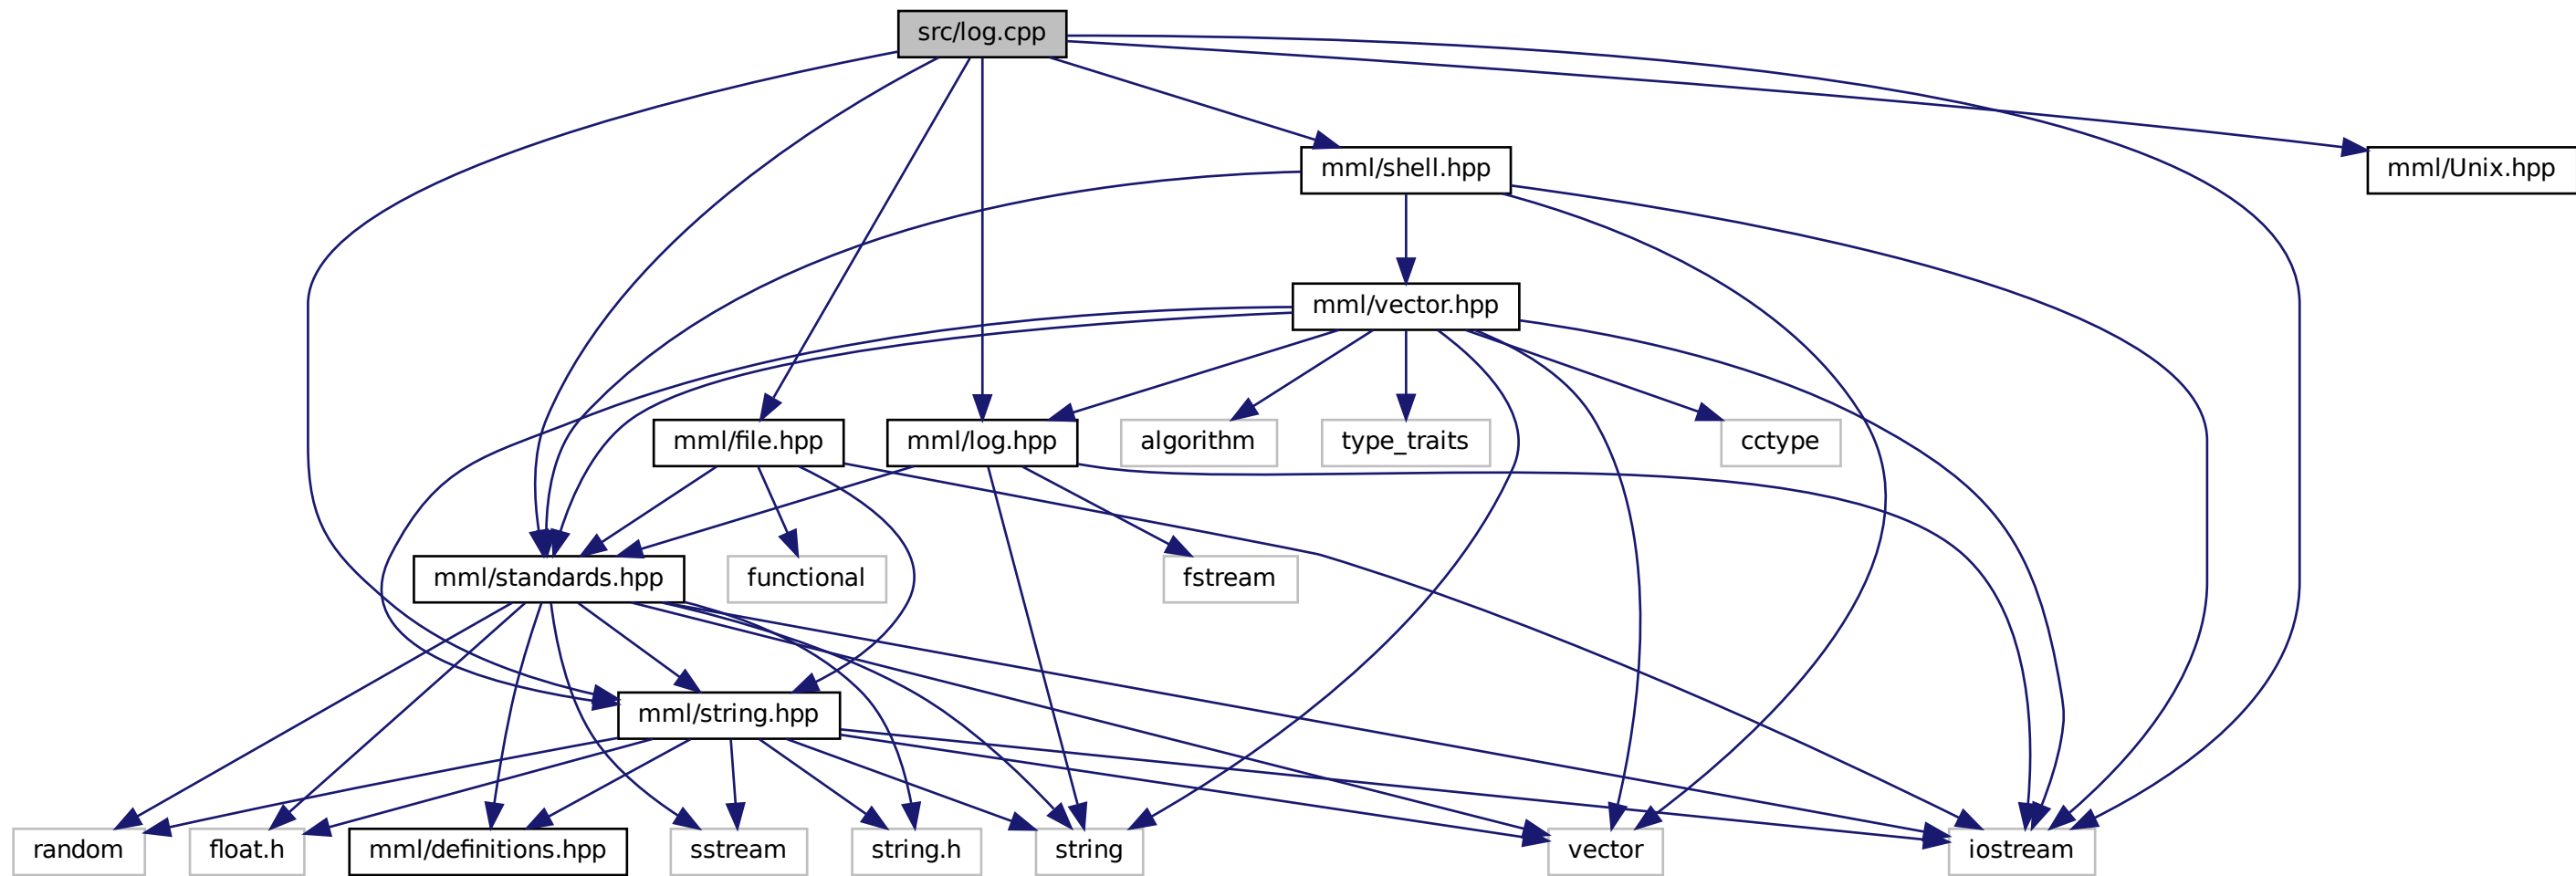 src/log.cpp
mml/shell.hpp
mml/Unix.hpp
mml/vector.hpp
mml/file.hpp
mml/log.hpp
algorithm
type_traits
cctype
mml/standards.hpp
functional
fstream
mml/string.hpp
random
float.h
mml/definitions.hpp
sstream
string.h
string
vector
iostream